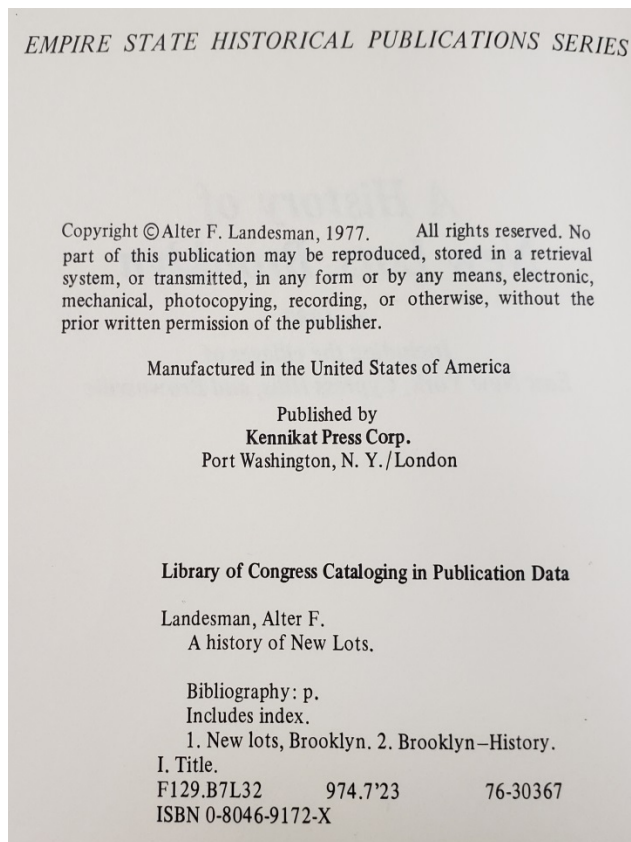 EMPIRE STATE HISTORICAL PUBLICATIONS SERIES
Copyright © Alter F. Landesman, 1977. All rights reserved. No
part of this publication may be reproduced, stored in a retrieval
system, or transmitted, in any form or by any means, electronic,
mechanical, photocopying, recording, or otherwise, without the
prior written permission of the publisher.
Manufactured in the United States of America
Published by
Kennikat Press Corp.
Port Washington, N. Y./London
Library of Congress Cataloging in Publication Data
Landesman, Alter F.
A history of New Lots.
Bibliography: p.
Includes index.
1. New lots, Brooklyn. 2. Brooklyn–History.
I. Title.
F129.B7L32 974.7'23 76-30367
ISBN 0-8046-9172-X